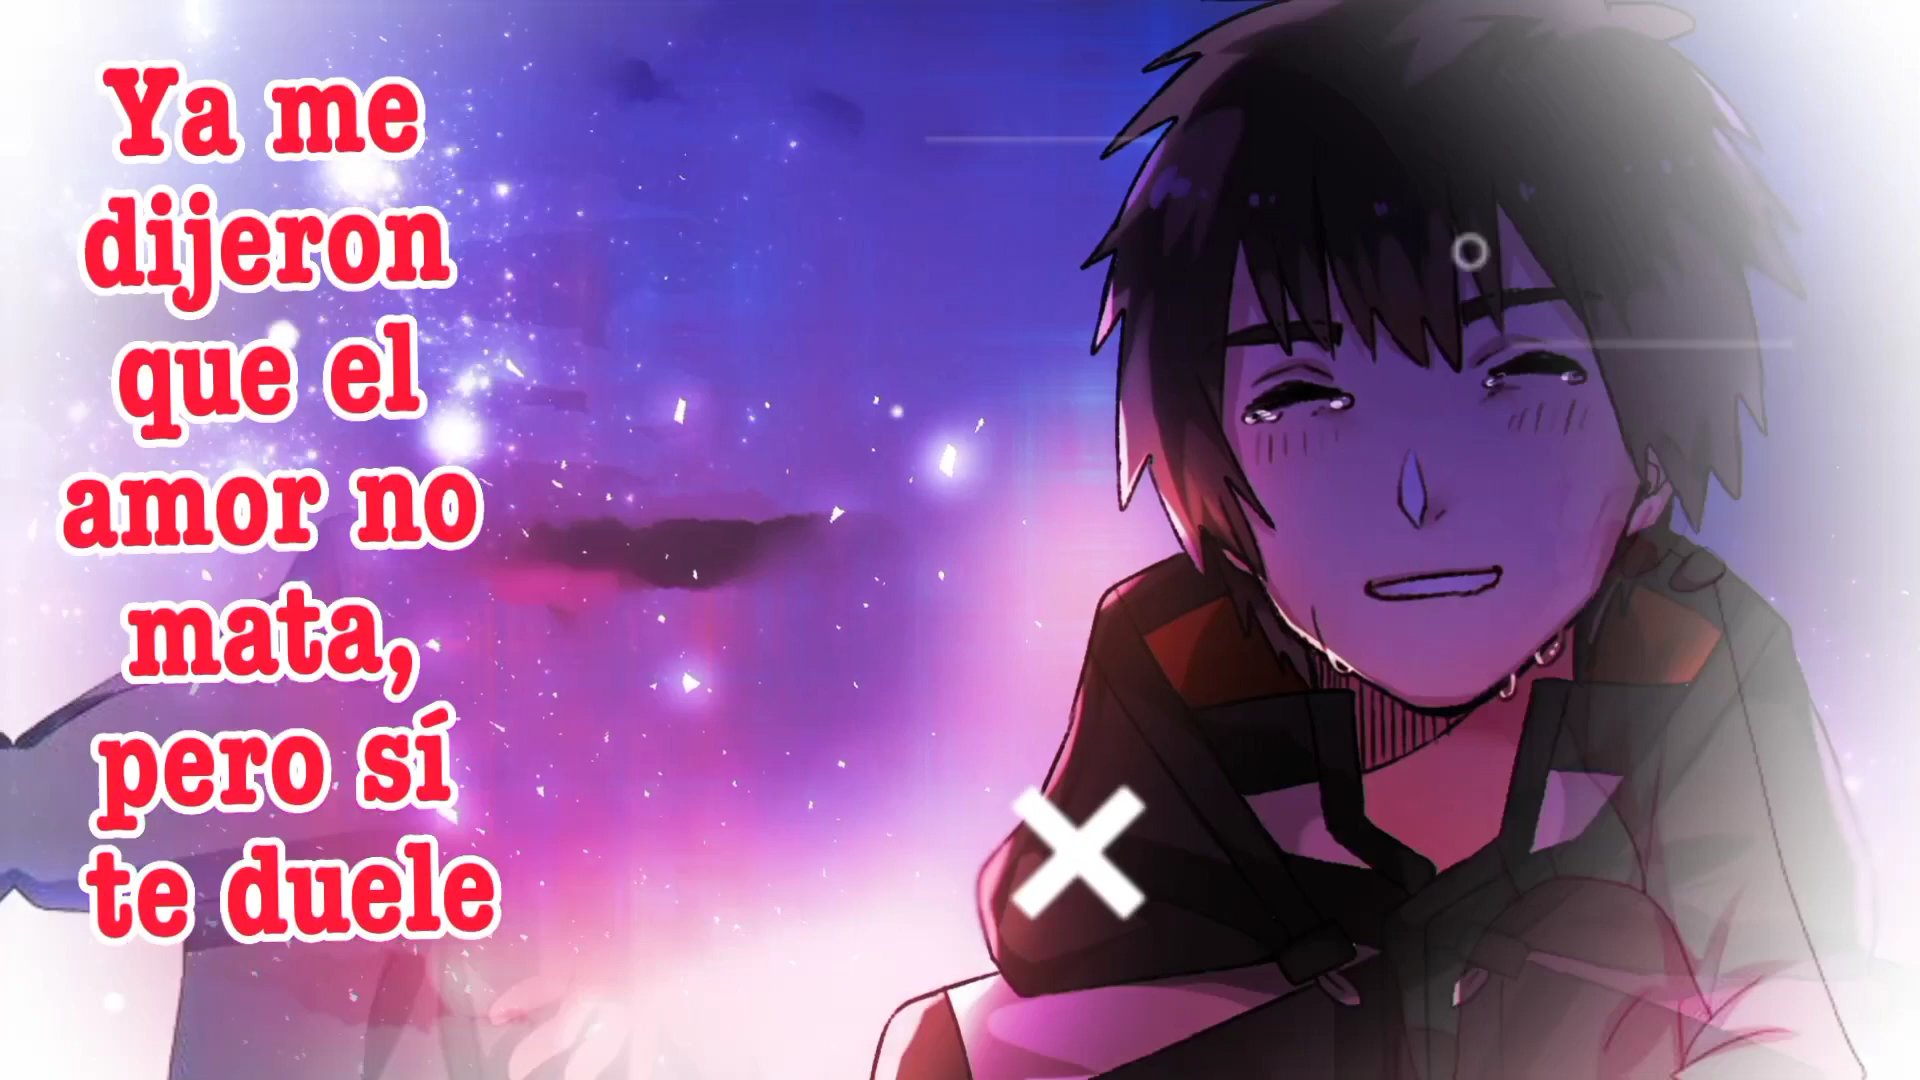 Ya me
dijeron
que el
amor no
mata,
pero sí
te duele